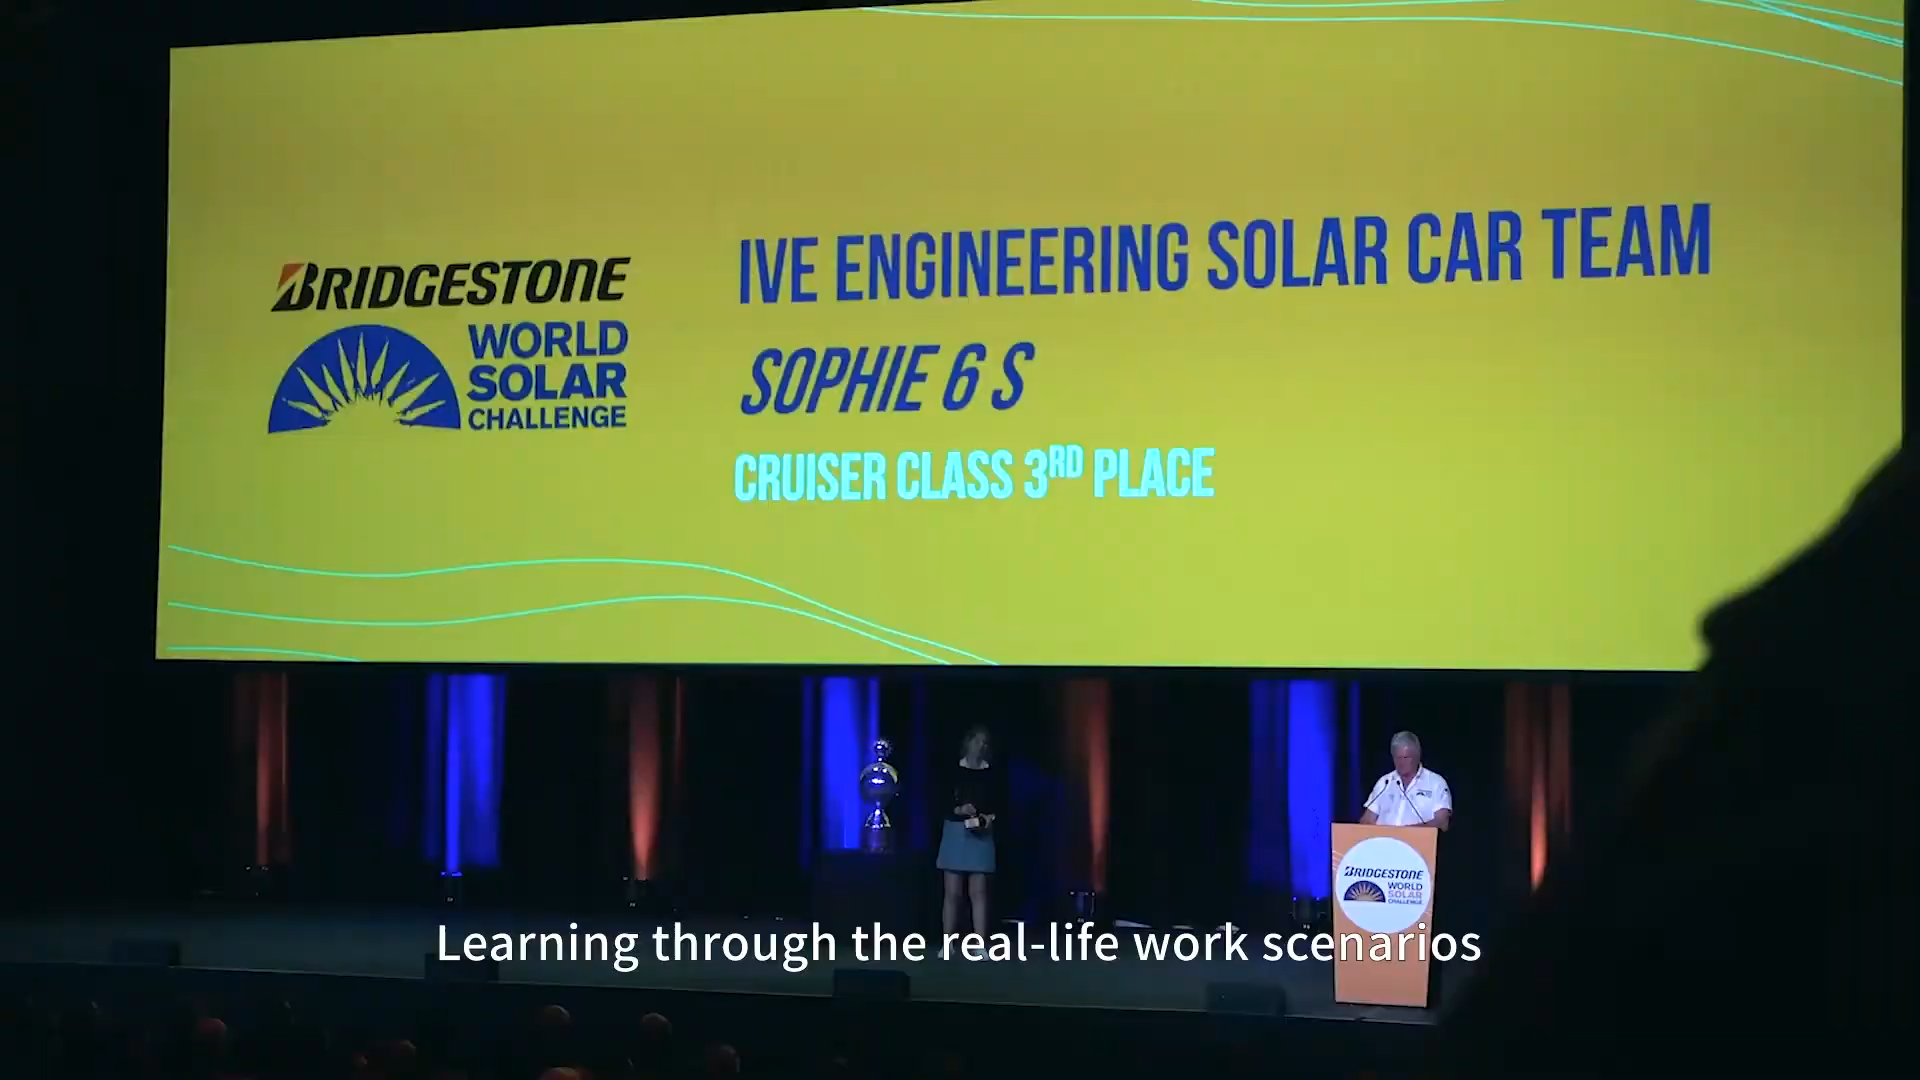 BRIDGESTONE
WORLD
SOLAR
CHALLENGE
IVE ENGINEERING SOLAR CAR TEAM
SOPHIE 6 S
CRUISER CLASS 3RD PLACE
BRIDGESTONE
WORLD
SOLAR
CHALLENGE
Learning through the real-life work scenarios